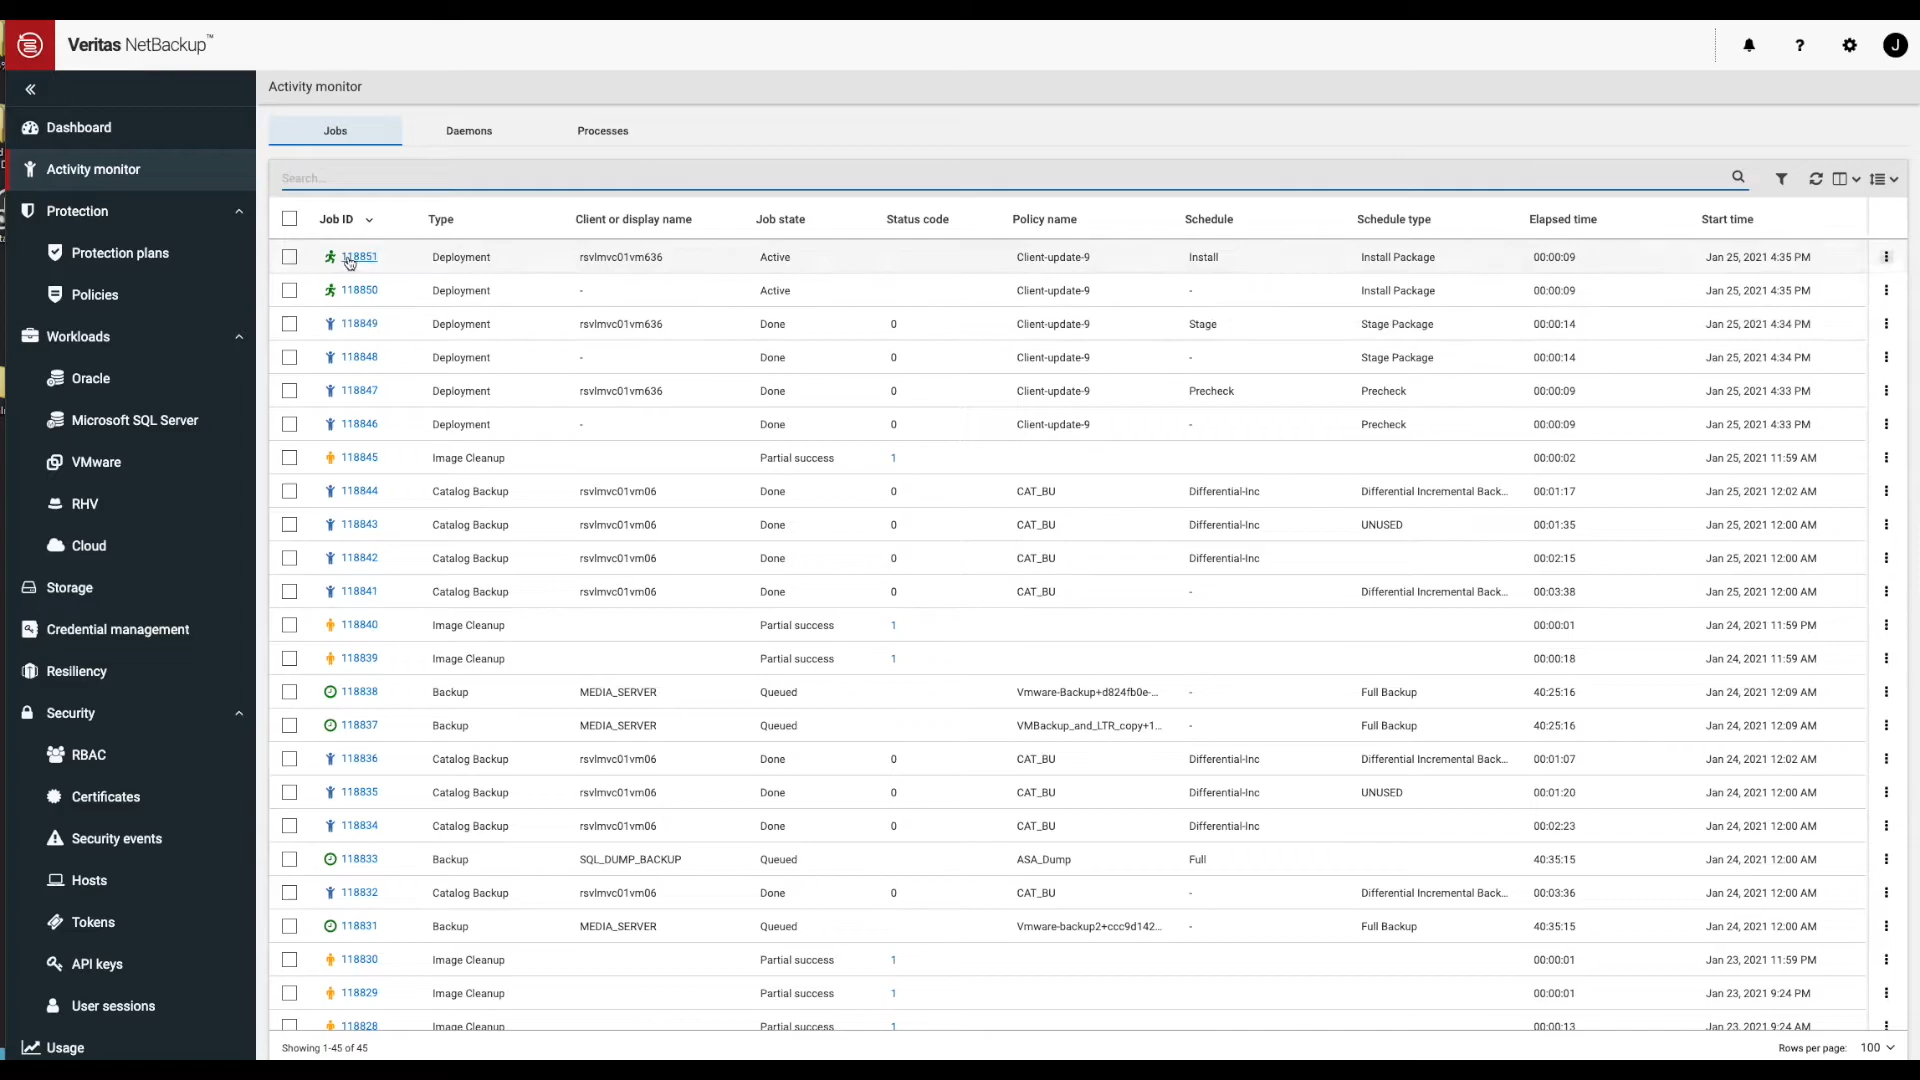 Veritas NetBackup™
?
J
Activity monitor
Jobs Daemons Processes
Search...
Dashboard
Activity monitor
Protection
Protection plans
Policies
Workloads
Oracle
Microsoft SQL Server
VMware
RHV
Cloud
Storage
Credential management
Resiliency
Security
RBAC
Certificates
Security events
Hosts
Tokens
API keys
User sessions
Usage
Job ID Type Client or display name Job state Status code Policy name Schedule Schedule type Elapsed time Start time
118851 Deployment rsvlmvc01vm636 Active Client-update-9 Install Install Package 00:00:09 Jan 25, 2021 4:35 PM
118850 Deployment - Active Client-update-9 - Install Package 00:00:09 Jan 25, 2021 4:35 PM
118849 Deployment rsvlmvc01vm636 Done 0 Client-update-9 Stage Stage Package 00:00:14 Jan 25, 2021 4:34 PM
118848 Deployment - Done 0 Client-update-9 - Stage Package 00:00:14 Jan 25, 2021 4:34 PM
118847 Deployment rsvlmvc01vm636 Done 0 Client-update-9 Precheck Precheck 00:00:09 Jan 25, 2021 4:33 PM
118846 Deployment - Done 0 Client-update-9 - Precheck 00:00:09 Jan 25, 2021 4:33 PM
118845 Image Cleanup Partial success 1 00:00:02 Jan 25, 2021 11:59 AM
118844 Catalog Backup rsvlmvc01vm06 Done 0 CAT_BU Differential-Inc Differential Incremental Back... 00:01:17 Jan 25, 2021 12:02 AM
118843 Catalog Backup rsvlmvc01vm06 Done 0 CAT_BU Differential-Inc UNUSED 00:01:35 Jan 25, 2021 12:00 AM
118842 Catalog Backup rsvlmvc01vm06 Done 0 CAT_BU Differential-Inc 00:02:15 Jan 25, 2021 12:00 AM
118841 Catalog Backup rsvlmvc01vm06 Done 0 CAT_BU - Differential Incremental Back... 00:03:38 Jan 25, 2021 12:00 AM
118840 Image Cleanup Partial success 1 00:00:01 Jan 24, 2021 11:59 PM
118839 Image Cleanup Partial success 1 00:00:18 Jan 24, 2021 11:59 AM
118838 Backup MEDIA_SERVER Queued Vmware-Backup+d824fb0e-... - Full Backup 40:25:16 Jan 24, 2021 12:09 AM
118837 Backup MEDIA_SERVER Queued VMBackup_and_LTR_copy+1... - Full Backup 40:25:16 Jan 24, 2021 12:09 AM
118836 Catalog Backup rsvlmvc01vm06 Done 0 CAT_BU Differential-Inc Differential Incremental Back... 00:01:07 Jan 24, 2021 12:02 AM
118835 Catalog Backup rsvlmvc01vm06 Done 0 CAT_BU Differential-Inc UNUSED 00:01:20 Jan 24, 2021 12:00 AM
118834 Catalog Backup rsvlmvc01vm06 Done 0 CAT_BU Differential-Inc 00:02:23 Jan 24, 2021 12:00 AM
118833 Backup SQL_DUMP_BACKUP Queued ASA_Dump Full 40:35:15 Jan 24, 2021 12:00 AM
118832 Catalog Backup rsvlmvc01vm06 Done 0 CAT_BU - Differential Incremental Back... 00:03:36 Jan 24, 2021 12:00 AM
118831 Backup MEDIA_SERVER Queued Vmware-backup2+ccc9d142... - Full Backup 40:35:15 Jan 24, 2021 12:00 AM
118830 Image Cleanup Partial success 1 00:00:01 Jan 23, 2021 11:59 PM
118829 Image Cleanup Partial success 1 00:00:01 Jan 23, 2021 9:24 PM
118828 Image Cleanup Partial success 1 00:00:13 Jan 23, 2021 9:24 AM
Showing 1-45 of 45 Rows per page: 100